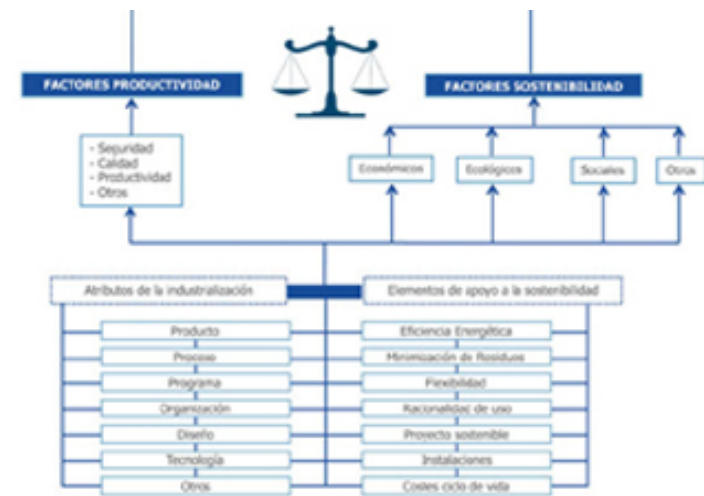 FACTORES PRODUCTIVIDAD
FACTORES SOSTENIBILIDAD
- Seguridad
- Calidad
- Productividad
- Otros
Económicos
Ecológicos
Sociales
Otros
Atributos de la industrialización
Elementos de apoyo a la sostenibilidad
Producto
Eficiencia Energética
Proceso
Minimización de Residuos
Programa
Flexibilidad
Organización
Racionalidad de uso
Diseño
Proyecto sostenible
Tecnología
Instalaciones
Otros
Costes ciclo de vida